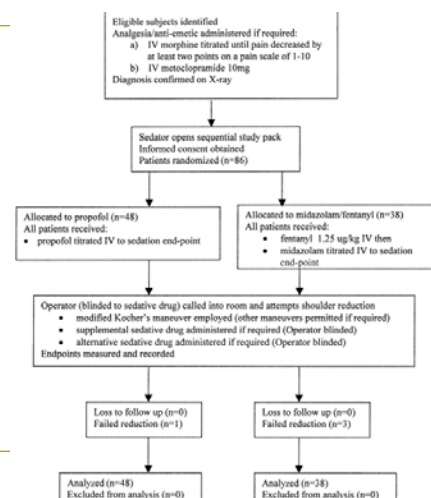 Eligible subjects identified
Analgesia/anti-emetic administered if required:
a) IV morphine titrated until pain decreased by
at least two points on a pain scale of 1-10
b) IV metoclopramide 10mg
Diagnosis confirmed on X-ray
Sedator opens sequential study pack
Informed consent obtained
Patients randomized (n=86)
Allocated to propofol (n=48)
All patients received:
• propofol titrated IV to sedation end-point
Allocated to midazolam/fentanyl (n=38)
All patients received:
• fentanyl 1.25 ug/kg IV then
• midazolam titrated IV to sedation
end-point
Operator (blinded to sedative drug) called into room and attempts shoulder reduction
• modified Kocher's maneuver employed (other maneuvers permitted if required)
• supplemental sedative drug administered if required (Operator blinded)
• alternative sedative drug administered if required (Operator blinded)
Endpoints measured and recorded
Loss to follow up (n=0)
Failed reduction (n=1)
Loss to follow up (n=0)
Failed reduction (n=3)
Analyzed (n=48)
Excluded from analysis (n=0)
Analyzed (n=38)
Excluded from analysis (n=0)